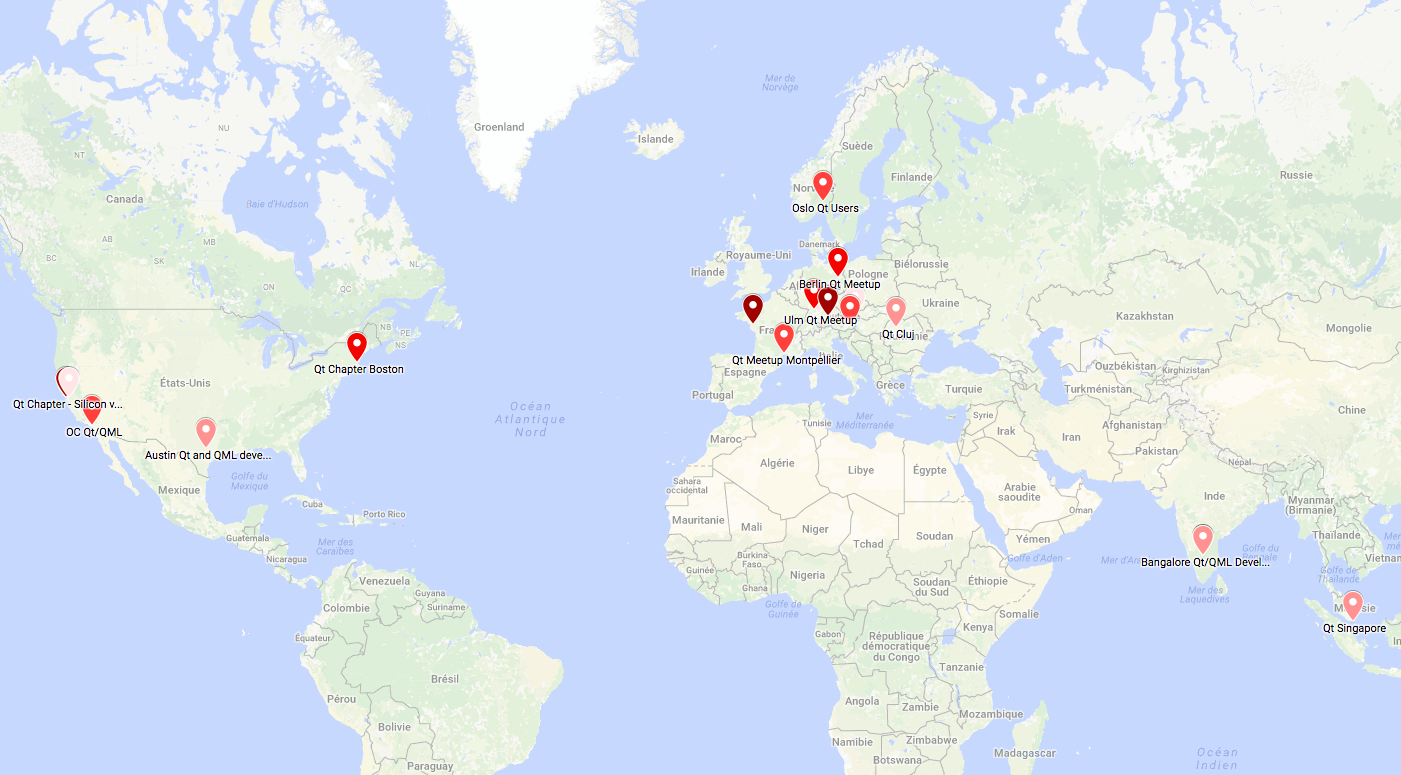 Mer de
Norvège
Groenland
Islande
NU
NT
Suède
Finlande
Russie
Canada
Baie d'Hudson
Oslo Qt Users
AB
MB
SK
BC
NL
ON
QC
Danemark
Royaume-Uni
Irlande
Biélorussie
Pologne
Berlin Qt Meetup
Ukraine
Kazakhstan
Mongolie
Ulm Qt Meetup
NB
PE
NS
Qt Cluj
Qt Chapter Boston
Qt Meetup Montpellier
Espagne
Portugal
Grèce
Turquie
Ouzbékistan
Kirghizistan
Turkménistan
États-Unis
Qt Chapter - Silicon v...
OC Qt/QML
Austin Qt and QML deve...
Océan
Atlantique
Nord
Mer
Méditerranée
Tunisie
Syrie
Irak
Iran
Afghanistan
Pakistan
Chine
Maroc
Algérie
Libye
Égypte
Népal
Golfe du
Mexique
Mexique
Cuba
Porto Rico
Sahara
occidental
Arabie
saoudite
Oman
Inde
Myanmar
(Birmanie)
Mauritanie
Mali
Niger
Tchad
Soudan
Yémen
Guatemala
Mer des
Caraïbes
Nicaragua
Golfe d'Aden
Bangalore Qt/QML Devel...
Thaïlande
Burkina
Faso
Guinée
Ghana
Nigeria
Soudan
du Sud
Éthiopie
Venezuela
Guyana
Suriname
Colombie
Golfe de
Guinée
Somalie
Mer des
Laquedives
Golfe de
Thaïlande
Qt Singapore
Équateur
Gabon
République
démocratique
du Congo
Kenya
Tanzanie
Brésil
Pérou
Angola
Zambie
Mozambique
Bolivie
Namibie
Zimbabwe
Madagascar
Botswana
Paraguay
Océan
Indien